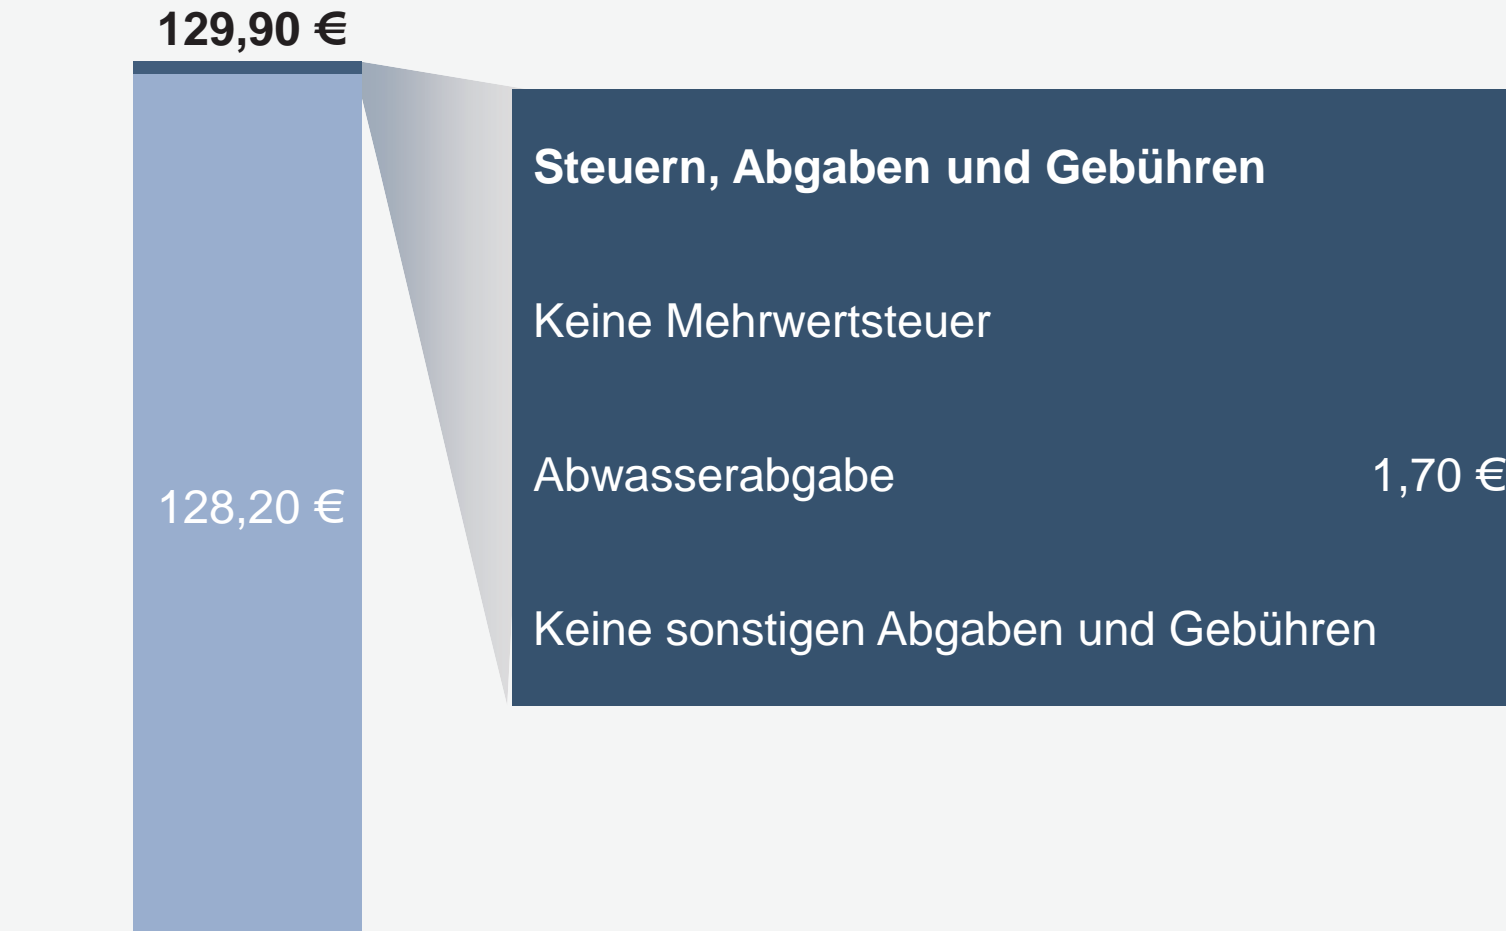 129,90 €
Steuern, Abgaben und Gebühren
Keine Mehrwertsteuer
Abwasserabgabe 1,70 €
128,20 €
Keine sonstigen Abgaben und Gebühren